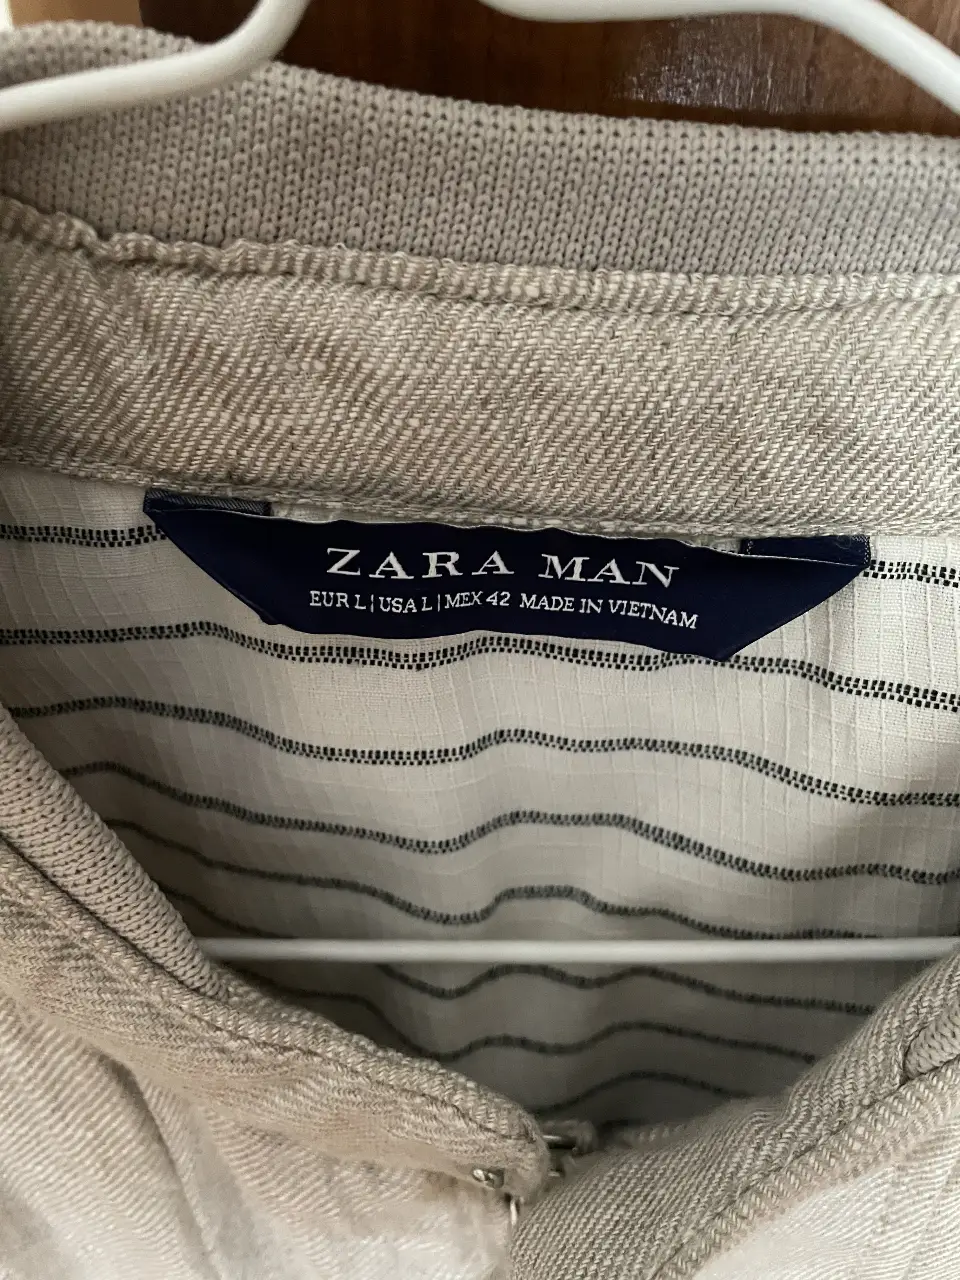 ZARA MAN
EUR L | USA L | MEX 42 MADE IN VIETNAM